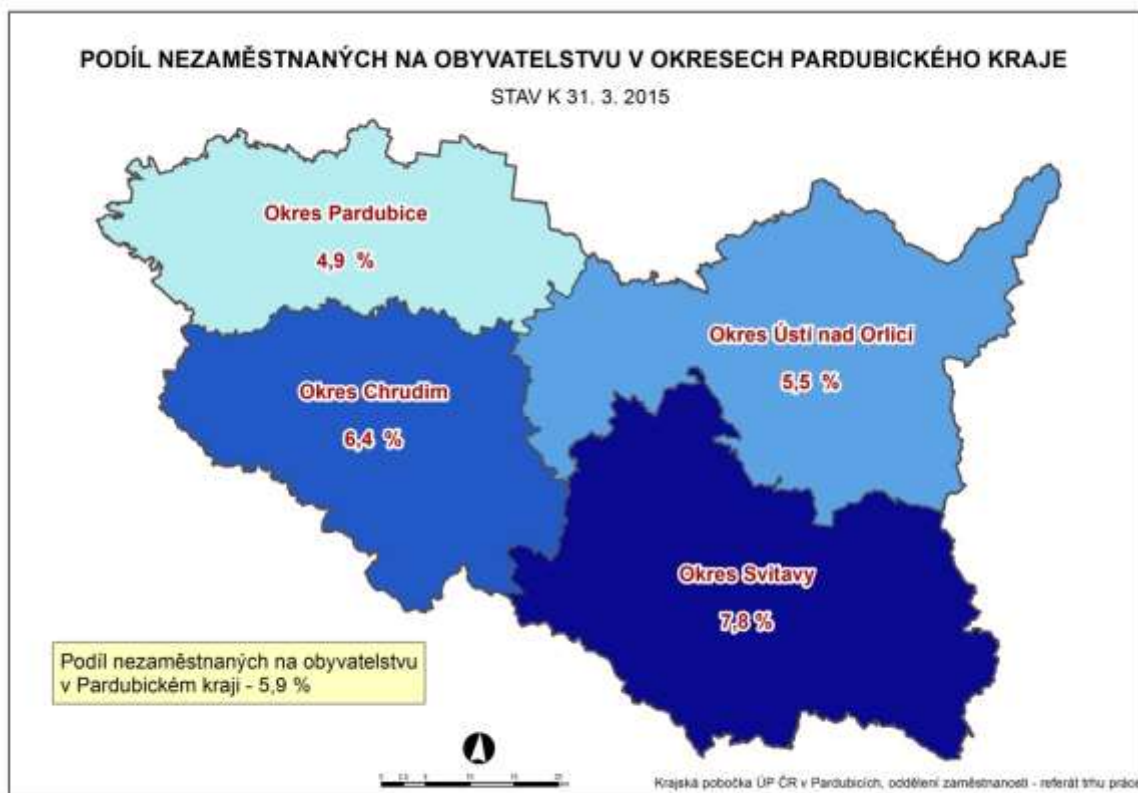 PODÍL NEZAMĚSTNANÝCH NA OBYVATELSTVU V OKRESECH PARDUBICKÉHO KRAJE
STAV K 31. 3. 2015
Okres Pardubice
4,9 %
Okres Ústí nad Orlicí
5,5 %
Okres Chrudim
6,4 %
Okres Svitavy
7,8 %
Podíl nezaměstnaných na obyvatelstvu
v Pardubickém kraji - 5,9 %
Krajská pobočka ÚP ČR v Pardubicích, oddělení zaměstnanosti - referát trhu práce